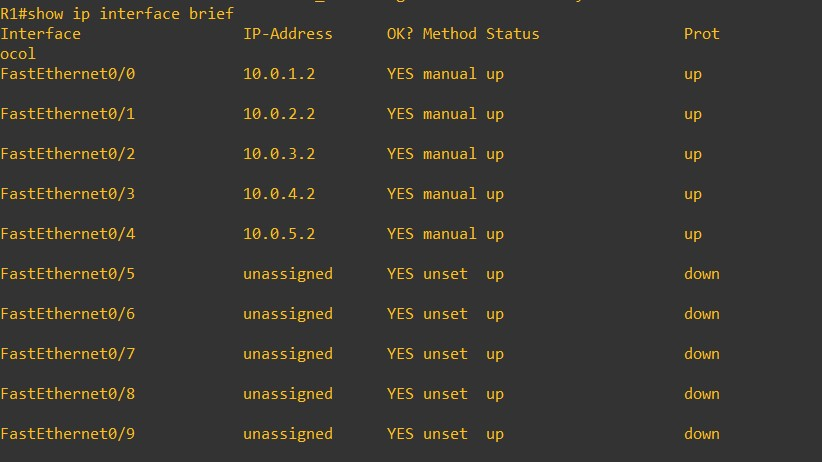 R1#show ip interface brief
Interface IP-Address OK? Method Status Prot
ocol
FastEthernet0/0 10.0.1.2 YES manual up up
FastEthernet0/1 10.0.2.2 YES manual up up
FastEthernet0/2 10.0.3.2 YES manual up up
FastEthernet0/3 10.0.4.2 YES manual up up
FastEthernet0/4 10.0.5.2 YES manual up up
FastEthernet0/5 unassigned YES unset up down
FastEthernet0/6 unassigned YES unset up down
FastEthernet0/7 unassigned YES unset up down
FastEthernet0/8 unassigned YES unset up down
FastEthernet0/9 unassigned YES unset up down